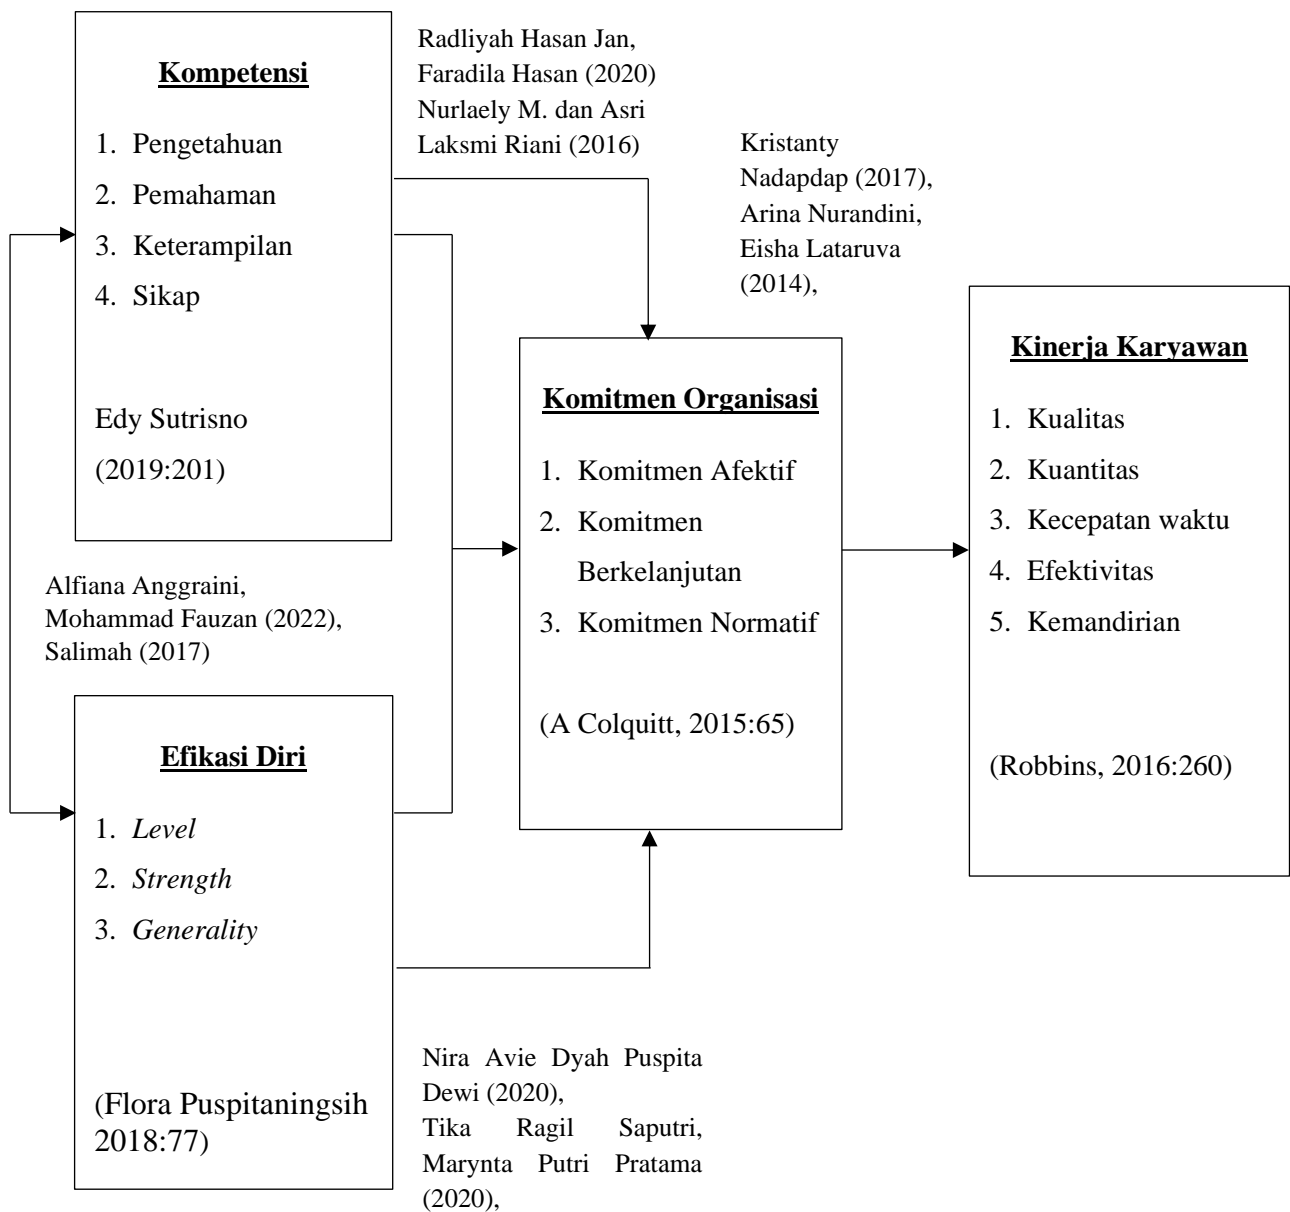 Kompetensi
1. Pengetahuan
2. Pemahaman
3. Keterampilan
4. Sikap
Edy Sutrisno
(2019:201)
Radliyah Hasan Jan,
Faradila Hasan (2020)
Nurlaely M. dan Asri
Laksmi Riani (2016)
Kristanty
Nadapdap (2017),
Arina Nurandini,
Eisha Lataruva
(2014),
Alfiana Anggraini,
Mohammad Fauzan (2022),
Salimah (2017)
Efikasi Diri
1. Level
2. Strength
3. Generality
(Flora Puspitaningsih
2018:77)
Komitmen Organisasi
1. Komitmen Afektif
2. Komitmen
Berkelanjutan
3. Komitmen Normatif
(A Colquitt, 2015:65)
Kinerja Karyawan
1. Kualitas
2. Kuantitas
3. Kecepatan waktu
4. Efektivitas
5. Kemandirian
(Robbins, 2016:260)
Nira Avie Dyah Puspita
Dewi (2020),
Tika Ragil Saputri,
Marynta Putri Pratama
(2020),